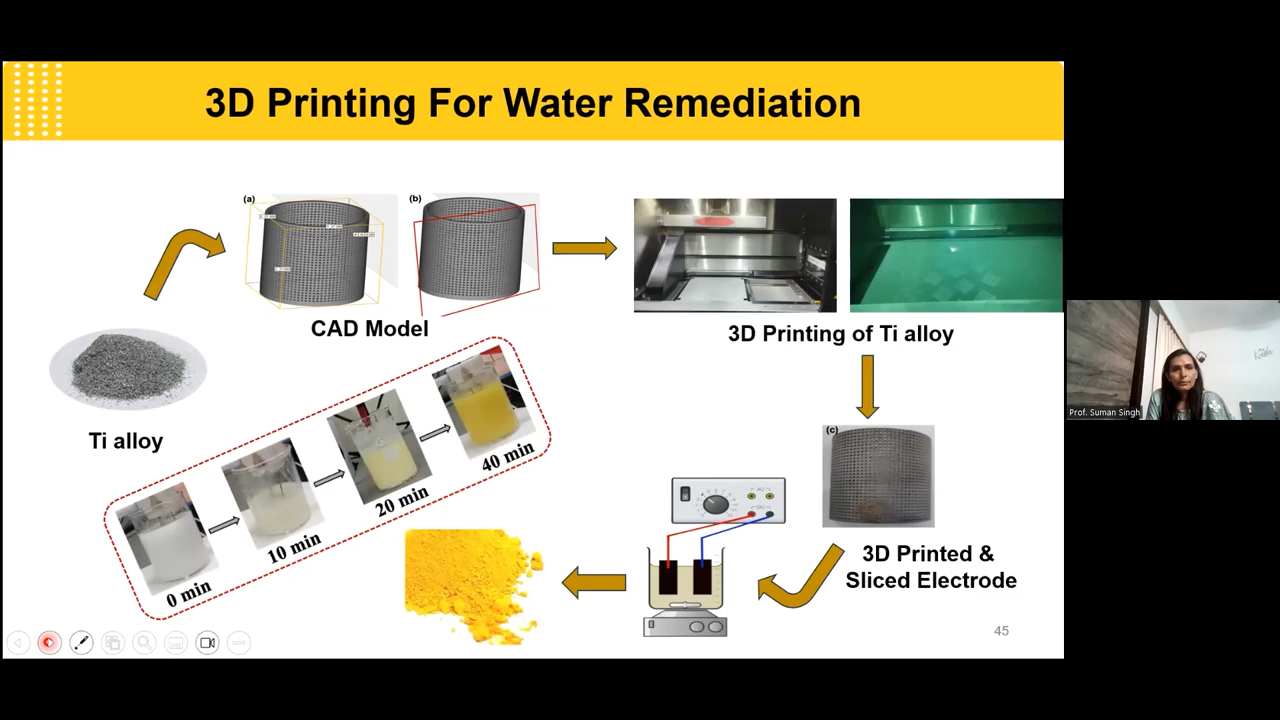 3D Printing For Water Remediation
(a)
(b)
CAD Model
3D Printing of Ti alloy
Ti alloy
0 min
10 min
20 min
40 min
(c)
3D Printed &
Sliced Electrode
45
Prof. Suman Singh